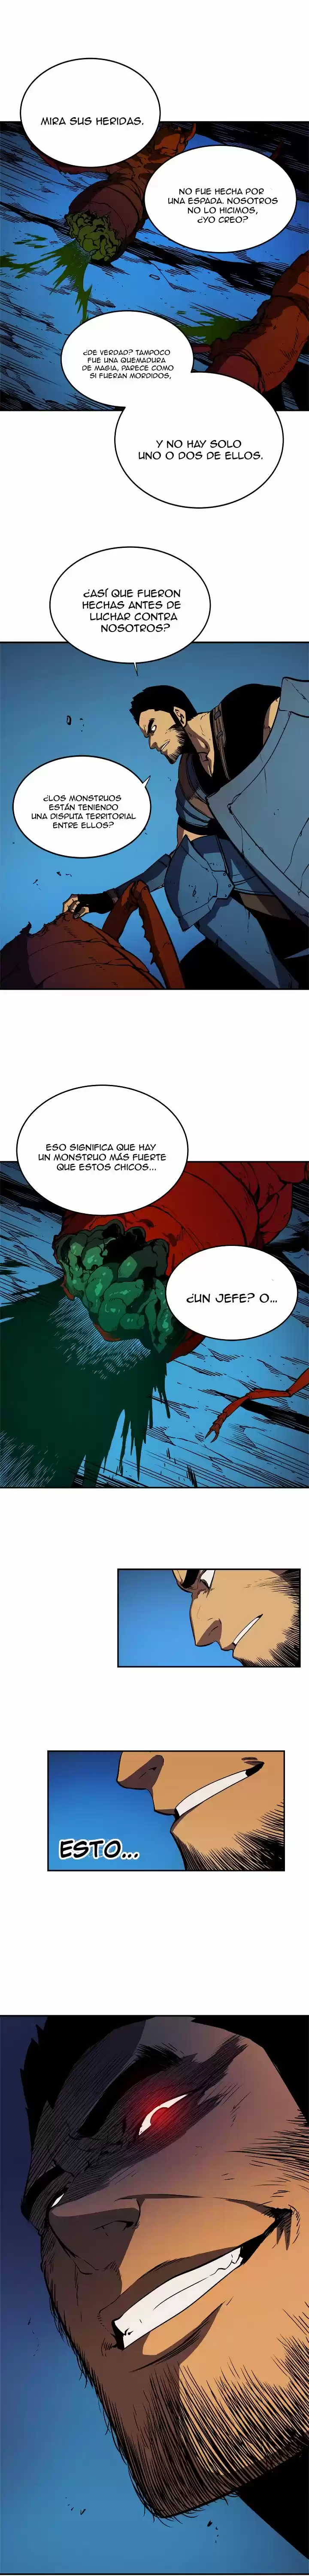 MIRA SUS HERIDAS.
NO FUE HECHA POR
UNA ESPADA. NOSOTROS
NO LO HICIMOS,
¿YO CREO?
¿DE VERDAD? TAMPOCO
FUE UNA QUEMADURA
DE MAGIA, PARECE COMO
SI FUERAN MORDIDOS,
Y NO HAY SOLO
UNO O DOS DE ELLOS.
¿ASÍ QUE FUERON
HECHAS ANTES DE
LUCHAR CONTRA
NOSOTROS?
¿LOS MONSTRUOS
ESTÁN TENIENDO
UNA DISPUTA TERRITORIAL
ENTRE ELLOS?
ESO SIGNIFICA QUE HAY
UN MONSTRUO MÁS FUERTE
QUE ESTOS CHICOS...
¿UN JEFE? O...
ESTO...